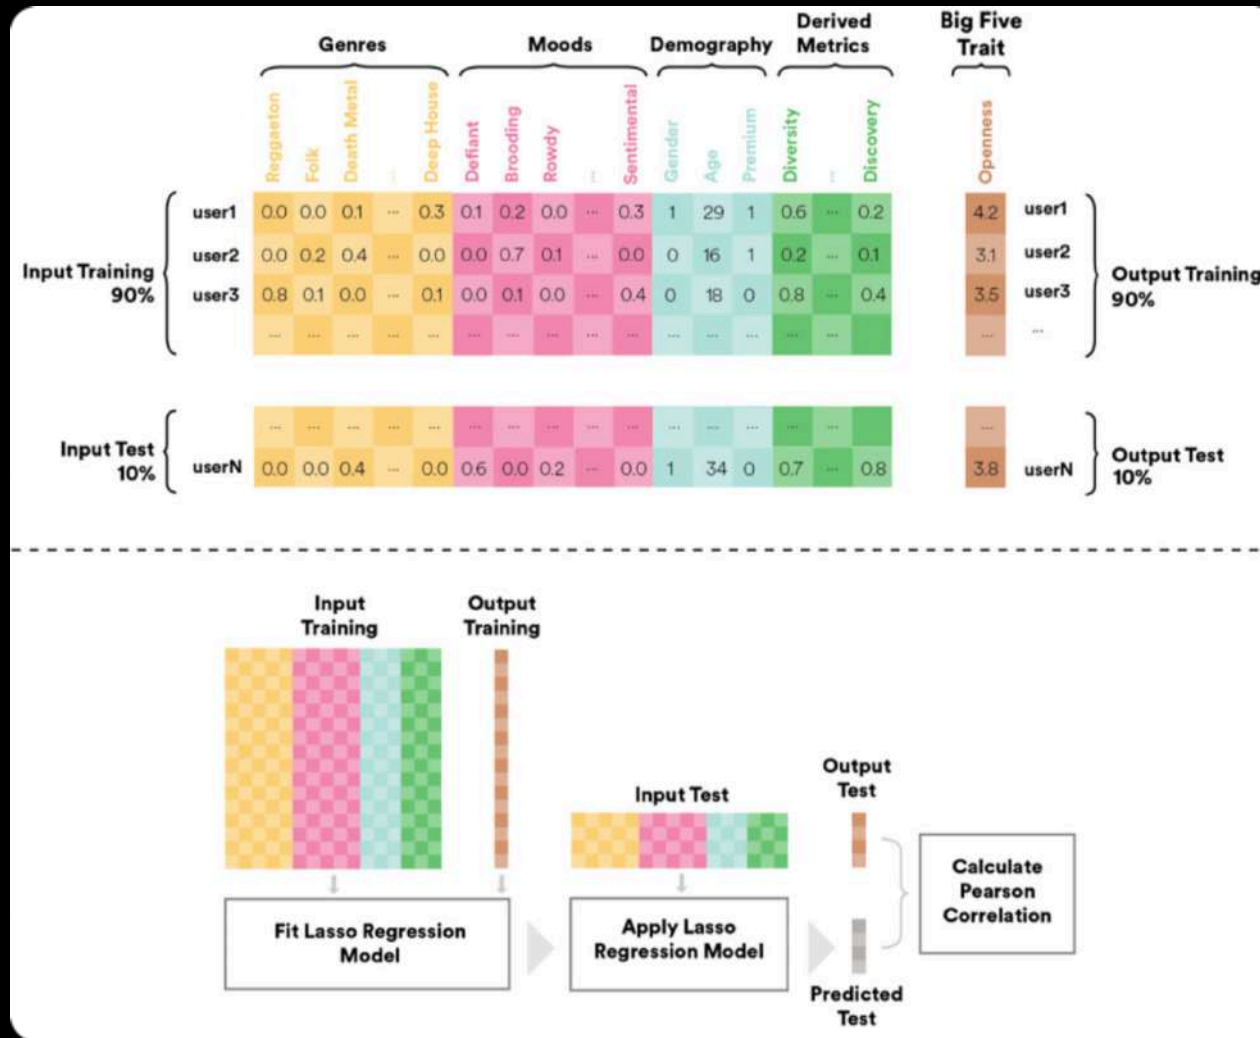 Genres Moods Demography Derived Metrics Big Five Trait
Reggaeton Folk Death Metal ... Deep House Defiant Brooding Rowdy ... Sentimental Gender Age Premium Diversity ... Discovery Openness
user1 0.0 0.0 0.1 ... 0.3 0.1 0.2 0.0 ... 0.3 1 29 1 0.6 ... 0.2 4.2 user1
user2 0.0 0.2 0.4 ... 0.0 0.0 0.7 0.1 ... 0.0 0 16 1 0.2 ... 0.1 3.1 user2
Input Training 90%
user3 0.8 0.1 0.0 ... 0.1 0.0 0.1 0.0 ... 0.4 0 18 0 0.8 ... 0.4 3.5 user3
Output Training 90%
... ... ... ... ... ... ... ... ... ... ... ... ... ... ... ... ...
... ... ... ... ... ... ... ... ... ... ... ... ... ... ... ...
Input Test 10%
userN 0.0 0.0 0.4 ... 0.0 0.6 0.0 0.2 ... 0.0 1 34 0 0.7 ... 0.8 3.8 userN
Output Test 10%
Input Training
Output Training
Input Test
Output Test
Fit Lasso Regression Model
Apply Lasso Regression Model
Calculate Pearson Correlation
Predicted Test